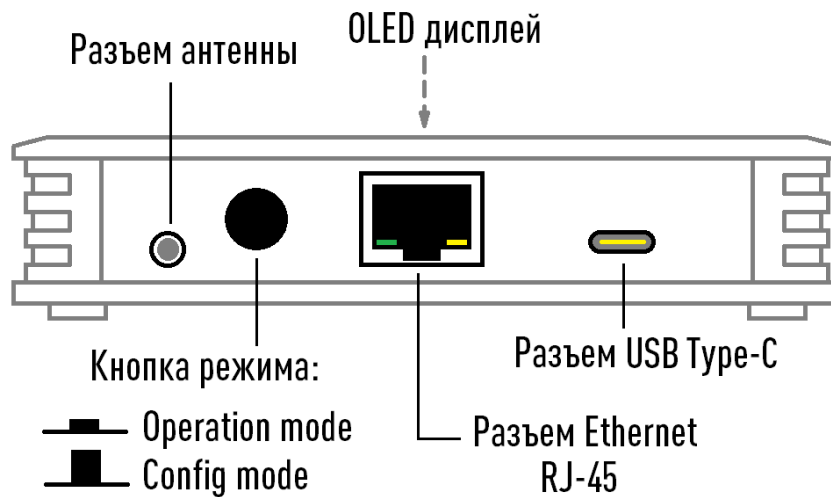 OLED дисплей
Разъем антенны
Кнопка режима:
Operation mode
Config mode
Разъем USB Type-C
Разъем Ethernet
RJ-45